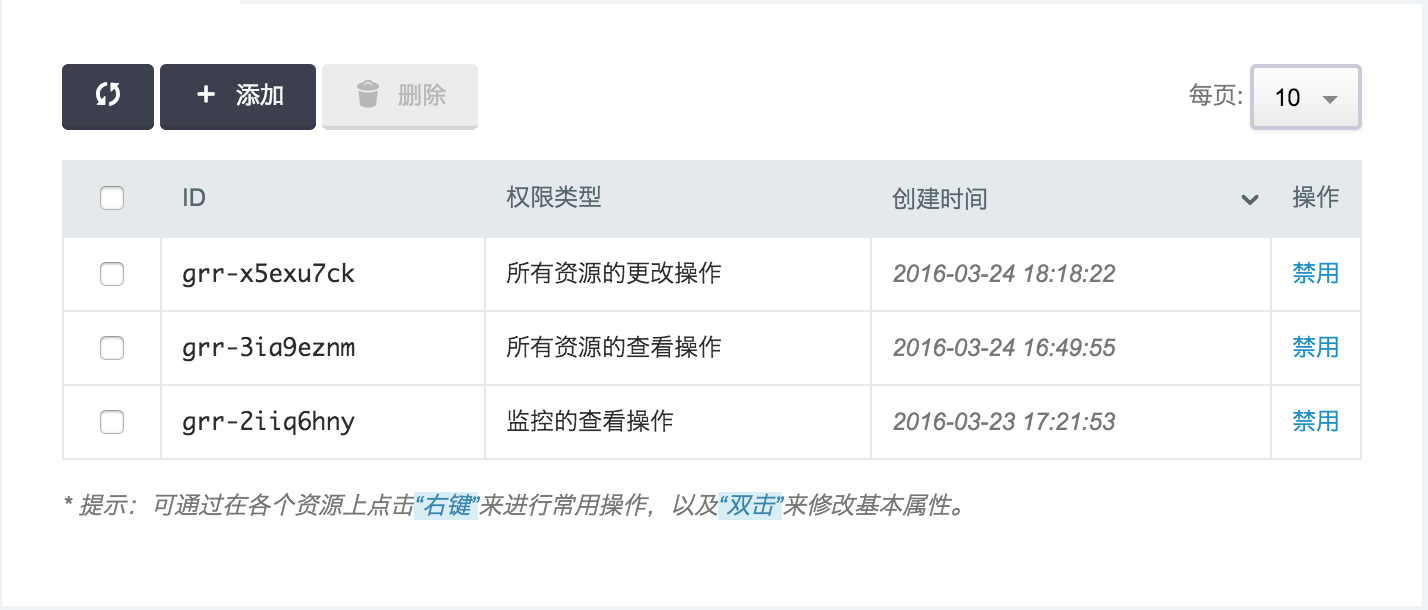 + 添加 删除 每页: 10
ID 权限类型 创建时间 操作
grr-x5exu7ck 所有资源的更改操作 2016-03-24 18:18:22 禁用
grr-3ia9eznm 所有资源的查看操作 2016-03-24 16:49:55 禁用
grr-2iiq6hny 监控的查看操作 2016-03-23 17:21:53 禁用
* 提示：可通过在各个资源上点击“右键”来进行常用操作，以及“双击”来修改基本属性。